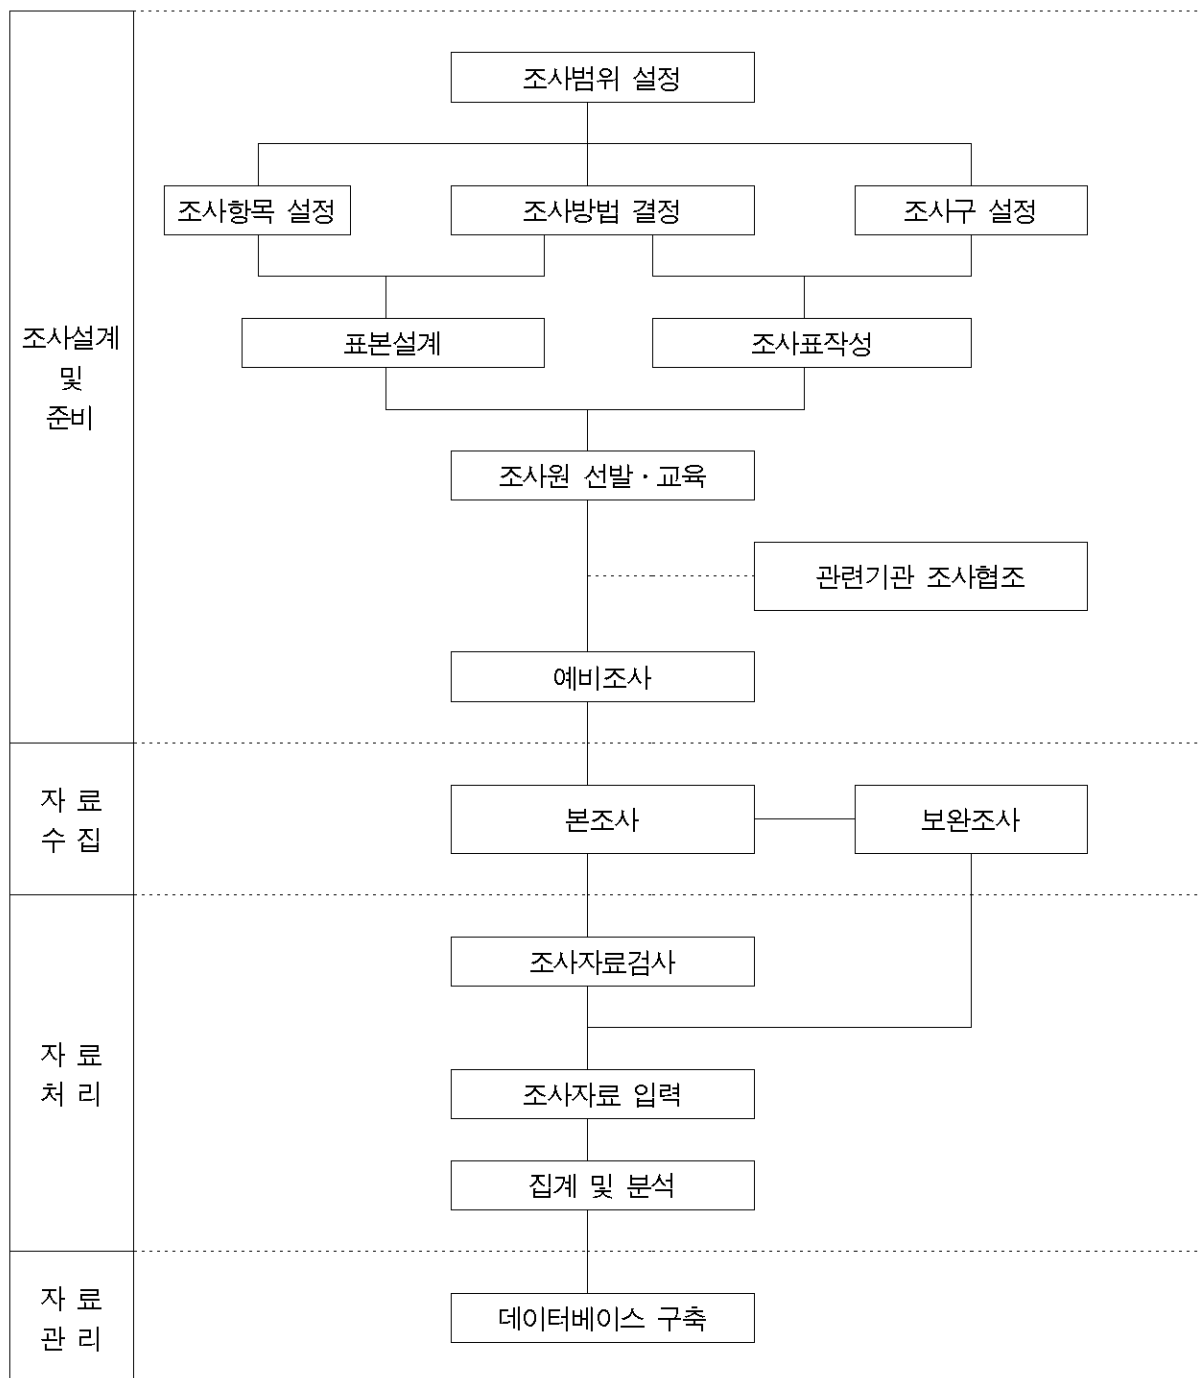 조사범위 설정
조사항목 설정
조사방법 결정
조사구 설정
조사설계
및
준비
표본설계
조사표작성
조사원 선발·교육
관련기관 조사협조
예비조사
자 료
수 집
본조사
보완조사
조사자료검사
자 료
처 리
조사자료 입력
집계 및 분석
자 료
관 리
데이터베이스 구축